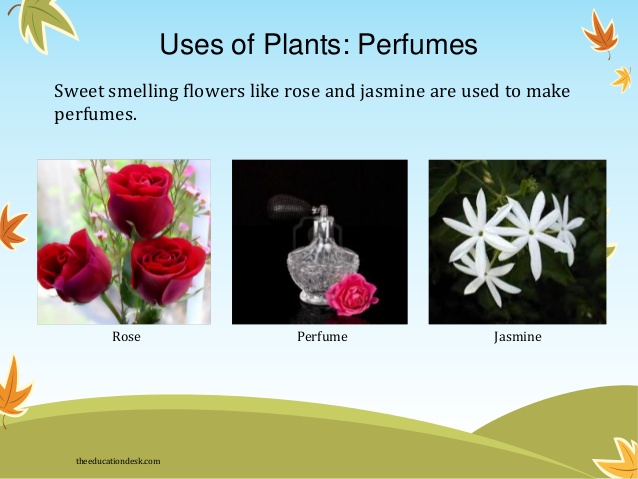 Uses of Plants: Perfumes
Sweet smelling flowers like rose and jasmine are used to make
perfumes.
Rose
Perfume
Jasmine
theeducationdesk.com